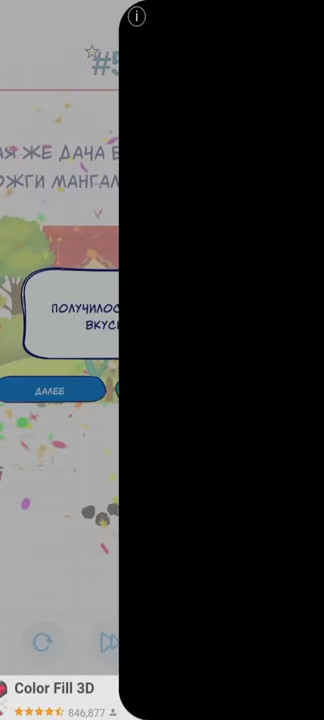 #5
АЯ ЖЕ ДАЧА
ОЖГИ МАНГАЛ
ПОЛУЧИЛОС
ВКУС
ДАЛЕЕ
Color Fill 3D
846,877